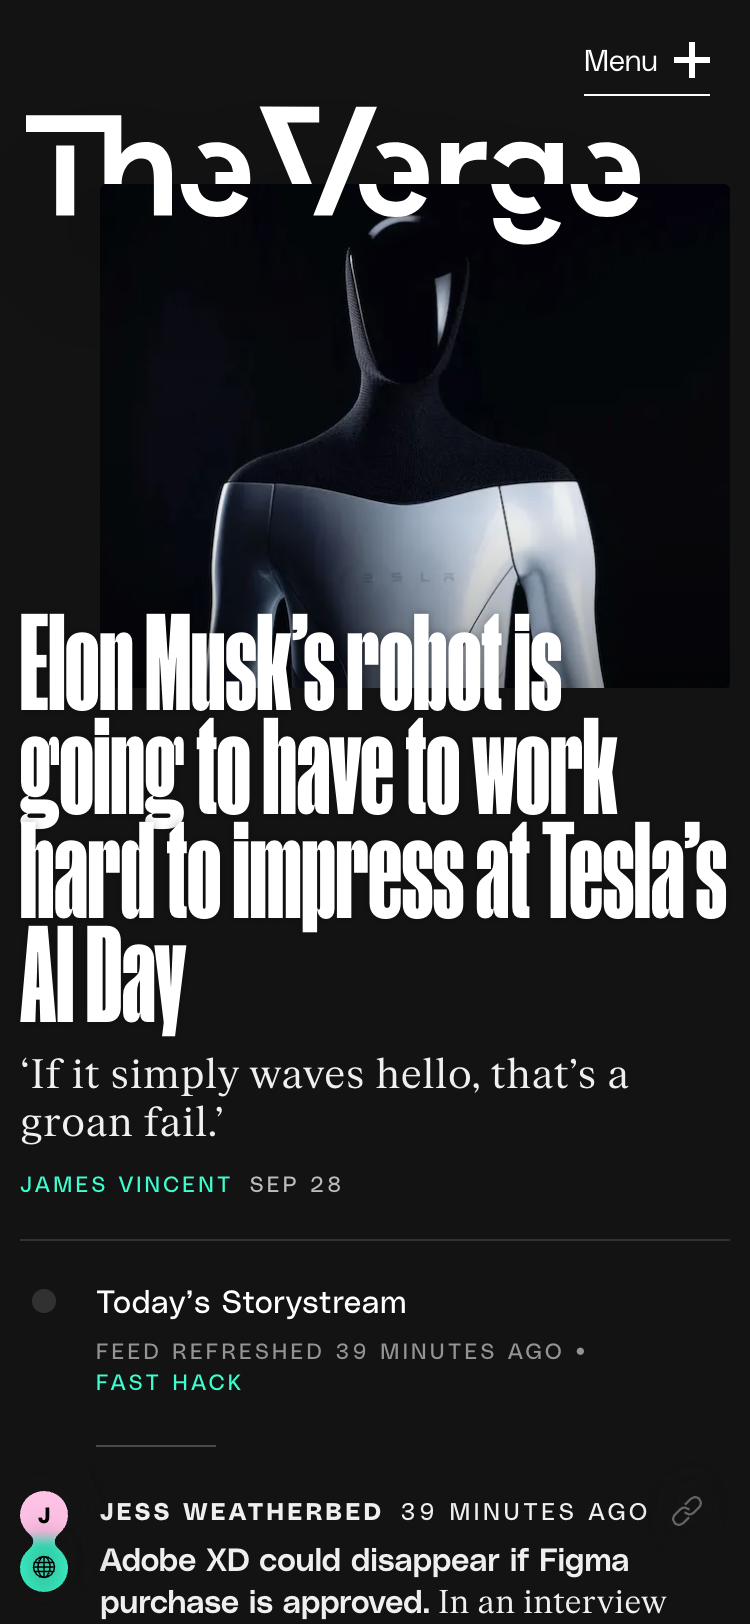 Menu
The Verge
TESLA
Elon Musk’s robot is
going to have to work
hard to impress at Tesla’s
AI Day
‘If it simply waves hello, that’s a
groan fail.’
JAMES VINCENT SEP 28
Today’s Storystream
FEED REFRESHED 39 MINUTES AGO •
FAST HACK
J
JESS WEATHERBED 39 MINUTES AGO
Adobe XD could disappear if Figma
purchase is approved. In an interview